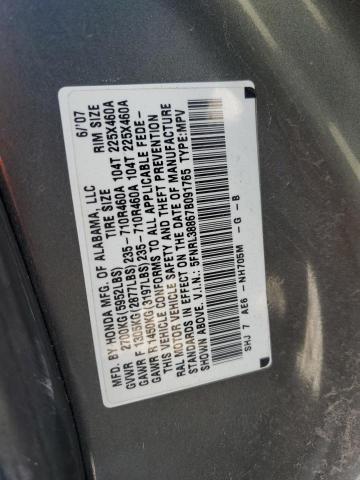 MFD. BY HONDA MFG. OF ALABAMA, LLC 6/'07
TIRE SIZE RIM SIZE
GVWR 2700KG(5952LBS)
GAWR F 1305KG(2877LBS)235-710R460A 104T 225X460A
GAWR R1450KG(3197LBS)235-710R460A 104T 225X460A
THIS VEHICLE CONFORMS TO ALL APPLICABLE FEDE-
RAL MOTOR VEHICLE SAFETY AND THEFT PREVENTION
STANDARDS IN EFFECT ON THE DATE OF MANUFACTURE
SHOWN ABOVE. V.I.N.: 5FNRL38867B091765 TYPE:MPV
SHJ 7 AE6 -NH705M -G -B